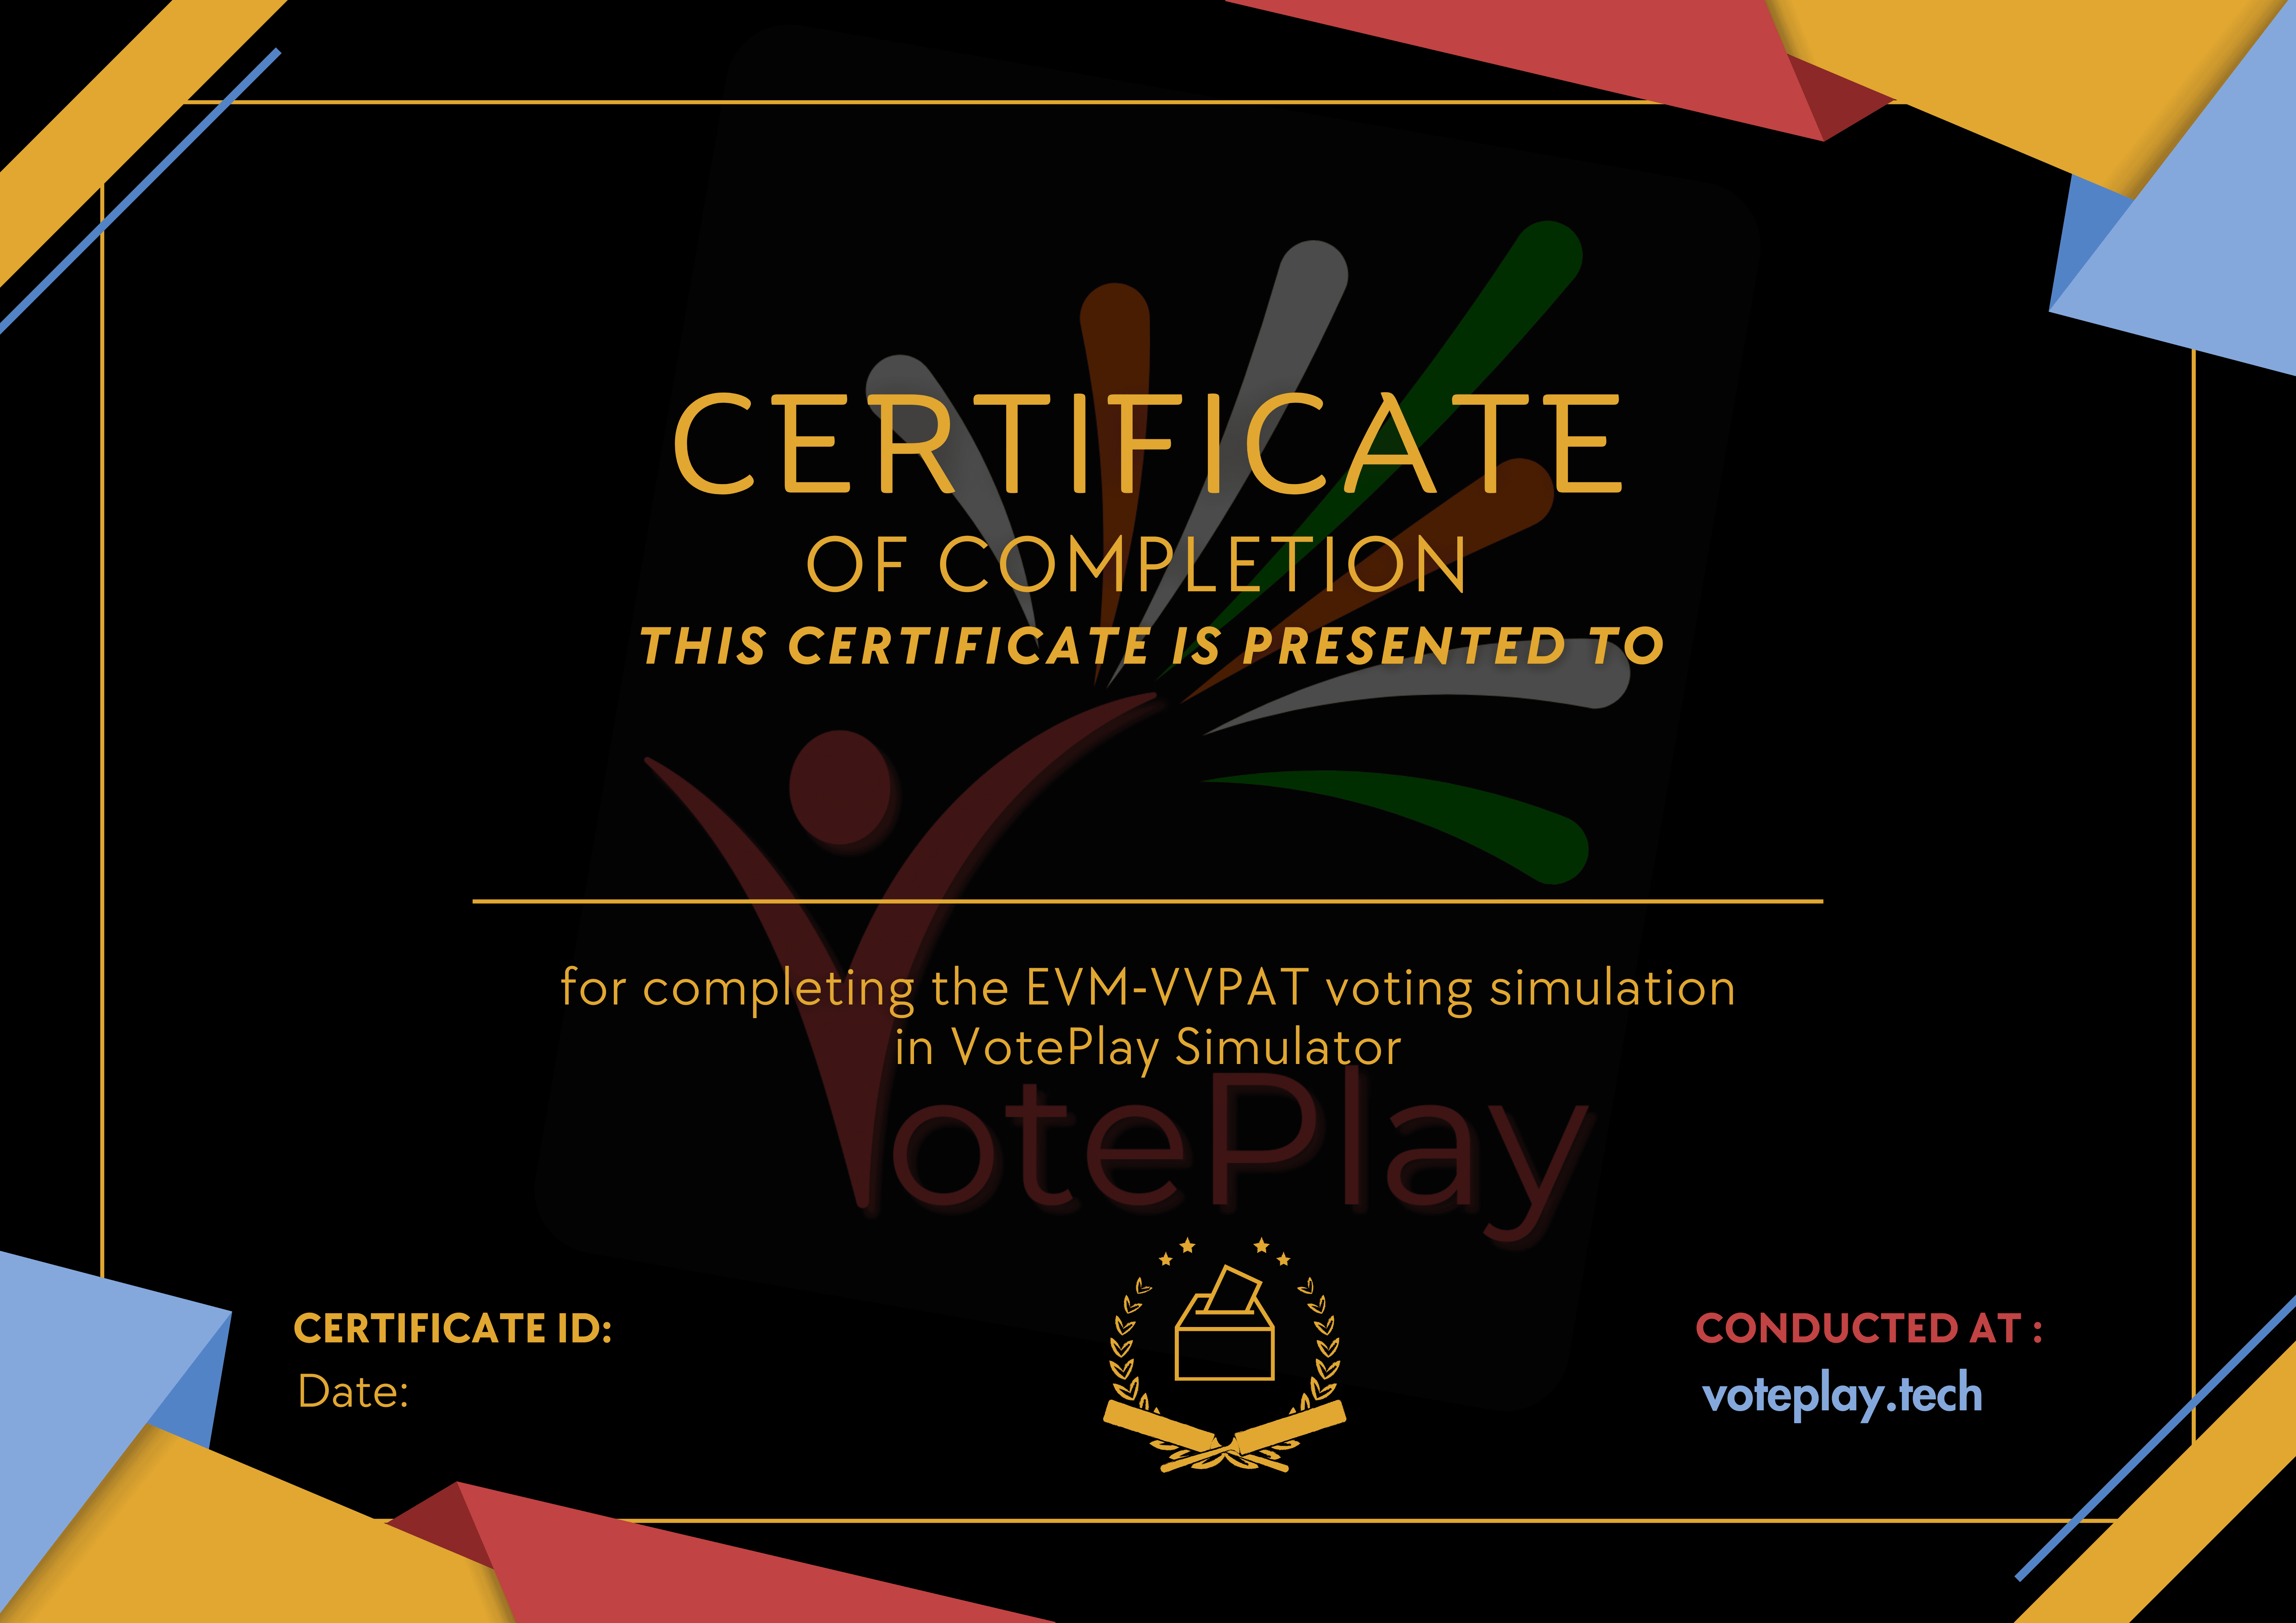 CERTIFICATE
OF COMPLETION
THIS CERTIFICATE IS PRESENTED TO
for completing the EVM-VVPAT voting simulation
in VotePlay Simulator
VotePlay
CERTIFICATE ID:
Date:
CONDUCTED AT :
voteplay.tech